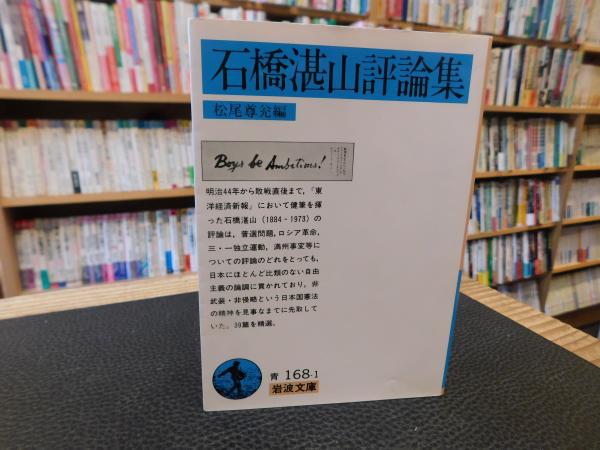 石橋湛山評論集
松尾尊兊編
Boys be Ambitious!
明治44年から敗戦直後まで,『東
洋経済新報』において健筆を揮
った石橋湛山(1884-1973)の
評論は,普選問題,ロシア革命,
三・一独立運動,満州事変等に
ついての評論のどれをとっても,
日本にほとんど比類のない自由
主義の論調に貫かれており,非
武装・非侵略という日本国憲法
の精神を見事なまでに先取して
いた。39篇を精選。
青 168-1
岩波文庫